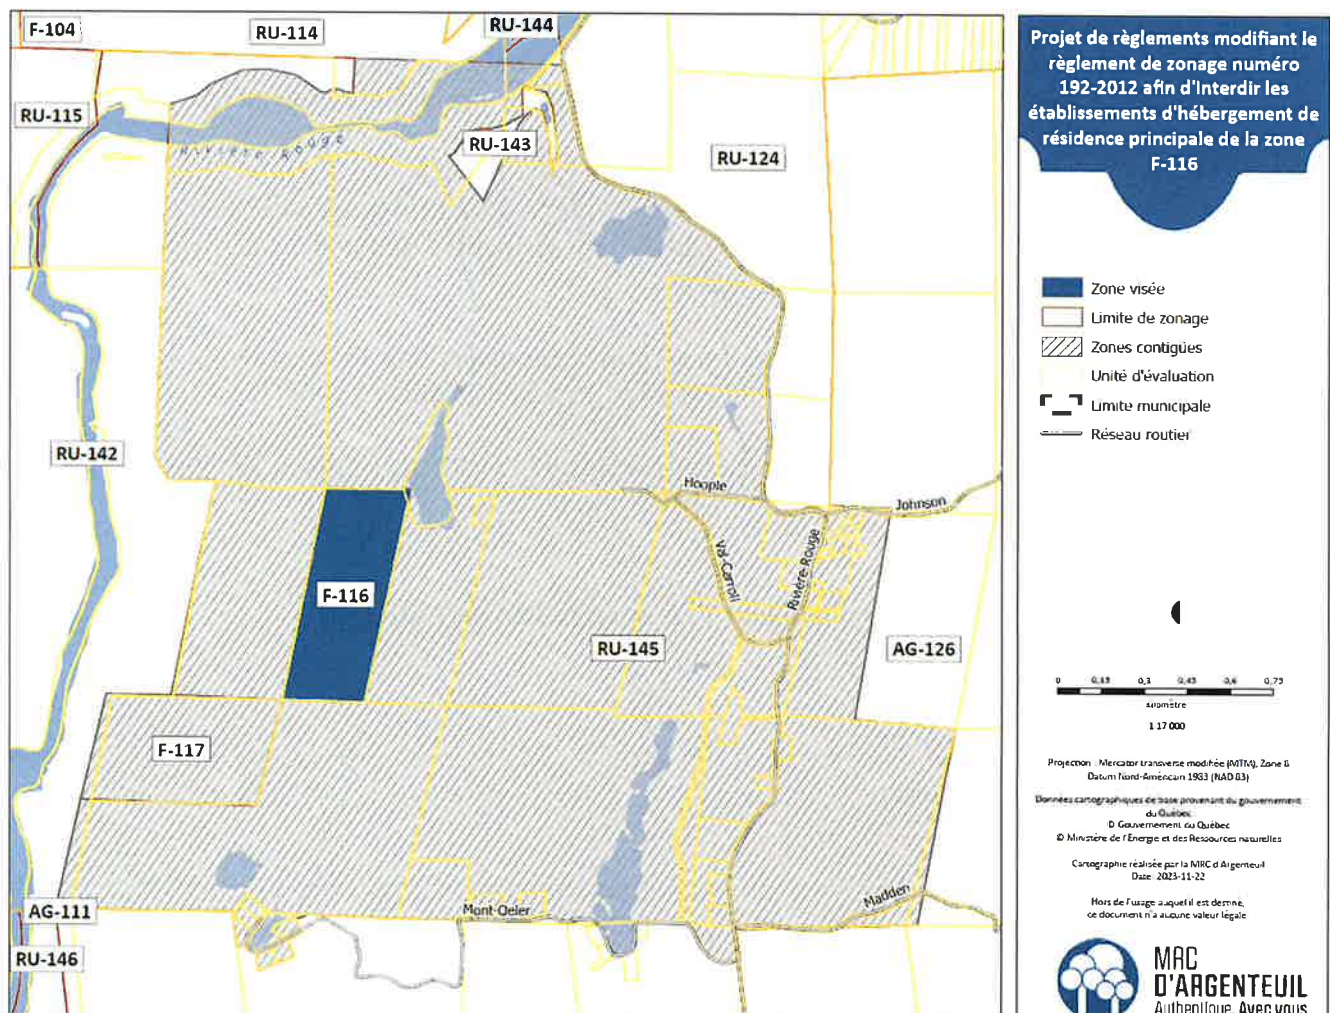 F-104
RU-114
RU-144
RU-115
Rivière Rouge
RU-143
RU-124
RU-142
Hoople
Johnson
Val-Carroll
Rivière-Rouge
F-116
RU-145
AG-126
F-117
Mont-Oeler
Madden
AG-111
RU-146
Projet de règlements modifiant le
règlement de zonage numéro
192-2012 afin d'interdir les
établissements d'hébergement de
résidence principale de la zone
F-116
Zone visée
Limite de zonage
Zones contigües
Unité d'évaluation
Limite municipale
Réseau routier
0 0,15 0,3 0,45 0,6 0,75
Kilomètre
1:17 000
Projection : Mercator transverse modifiée (MTM), Zone 8
Datum Nord-Américain 1983 (NAD 83)
Données cartographiques de base provenant du gouvernement
du Québec
© Gouvernement du Québec
© Ministère de l'Énergie et des Ressources naturelles
Cartographie réalisée par la MRC d'Argenteuil
Date: 2023-11-22
Hors de l'usage auquel il est destiné,
ce document n'a aucune valeur légale
MRC
D'ARGENTEUIL
Authentique. Avec vous